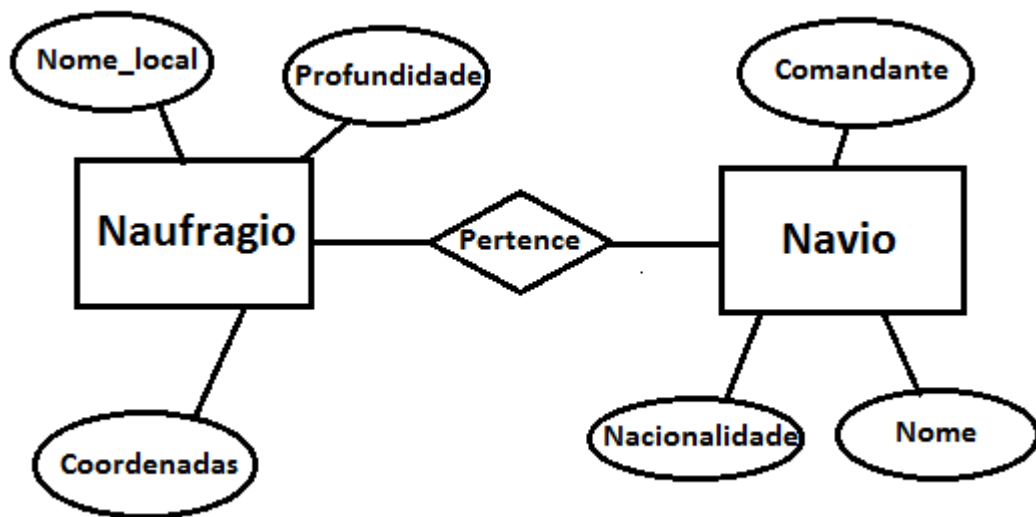 Nome_local
Profundidade
Comandante
Naufragio
Pertence
Navio
Coordenadas
Nacionalidade
Nome